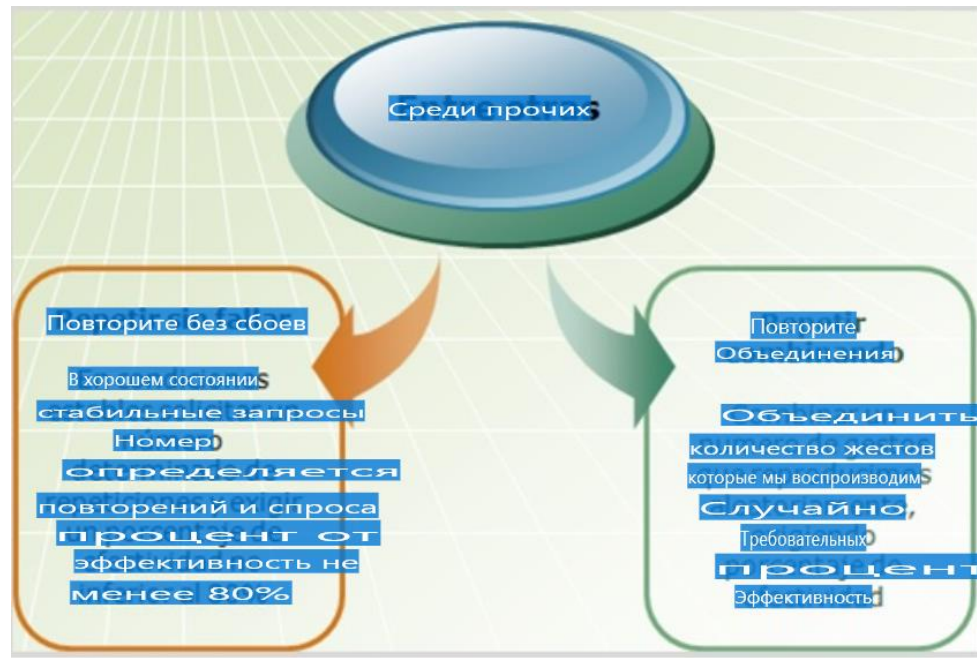 Среди прочих
Повторите без сбоев
В хорошем состоянии
стабильные запросы
Номер
определяется
повторений и спроса
процент от
эффективность не
менее 80%
Повторите
Объединения
Объединить
количество жестов
которые мы воспроизводим
Случайно
Требовательных
процент
Эффективность